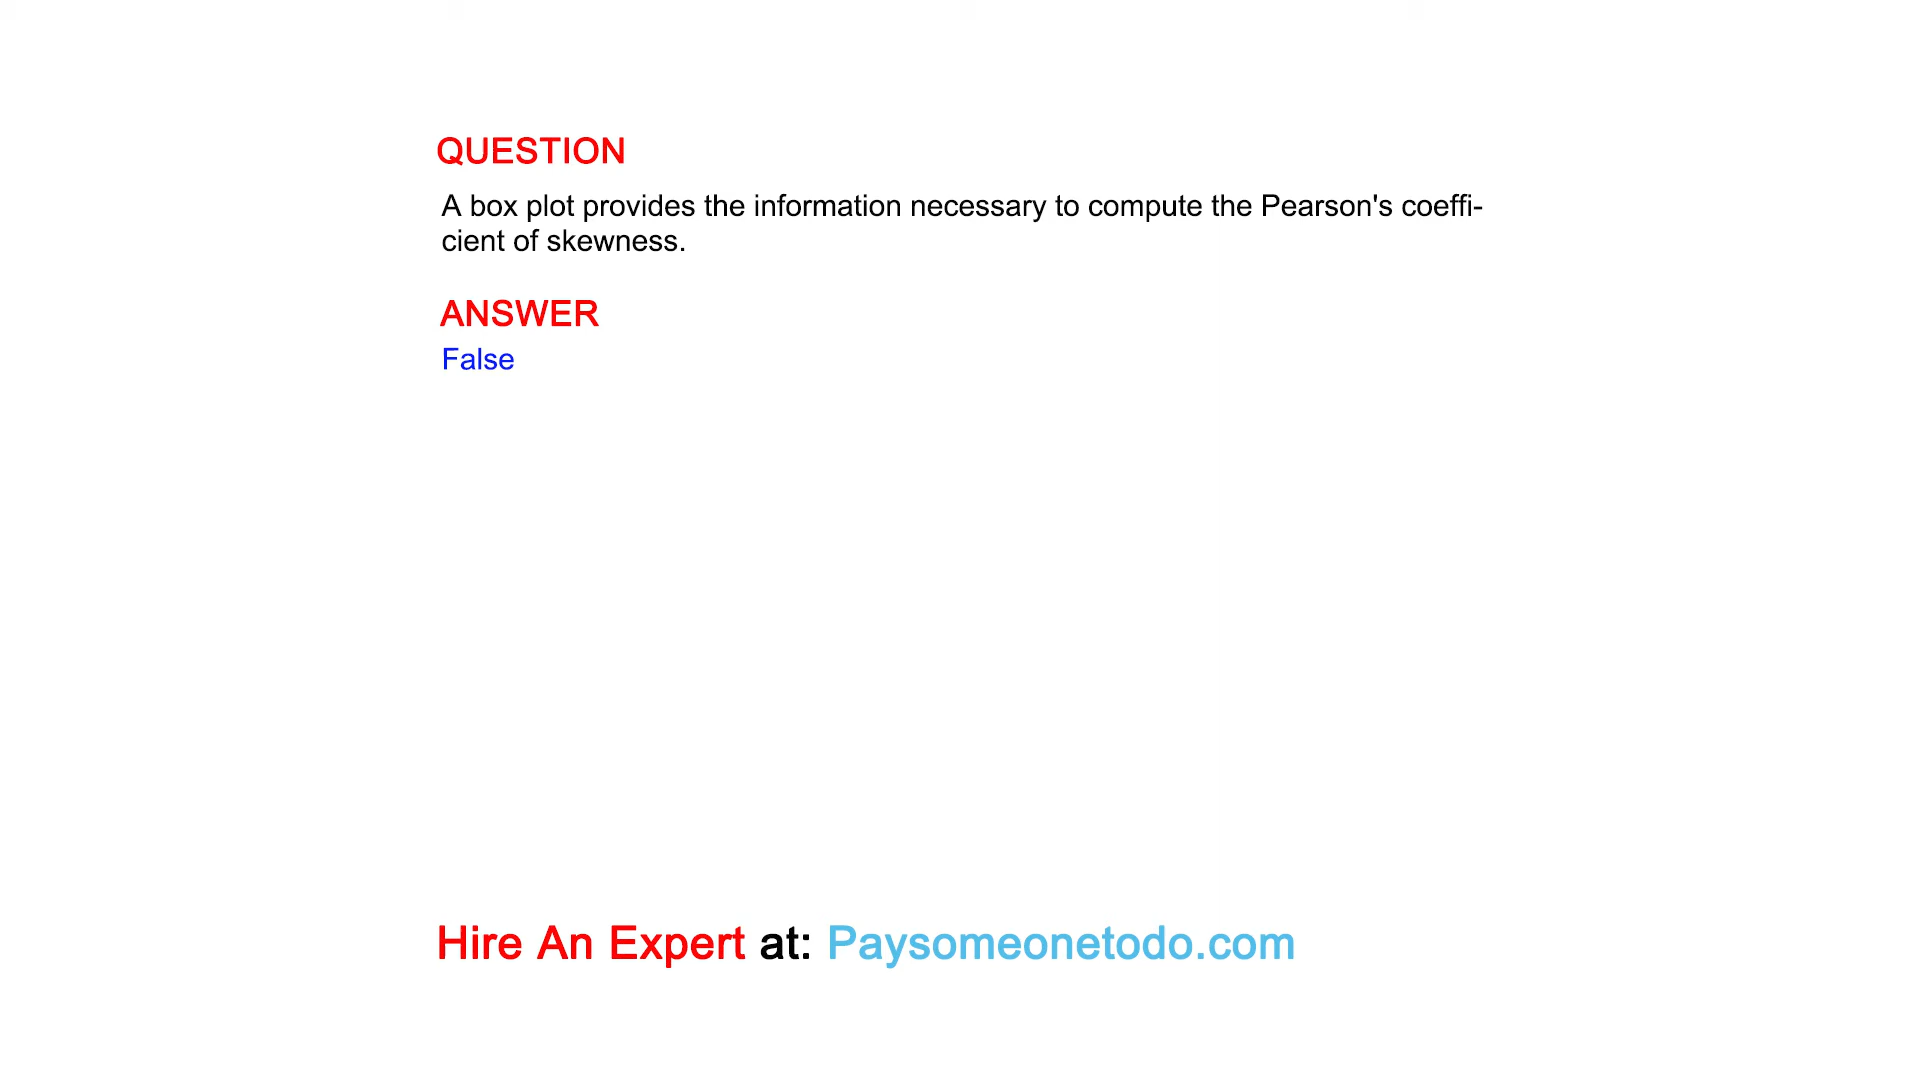 QUESTION
A box plot provides the information necessary to compute the Pearson's coeffi-
cient of skewness.
ANSWER
False
Hire An Expert at: Paysomeonetodo.com